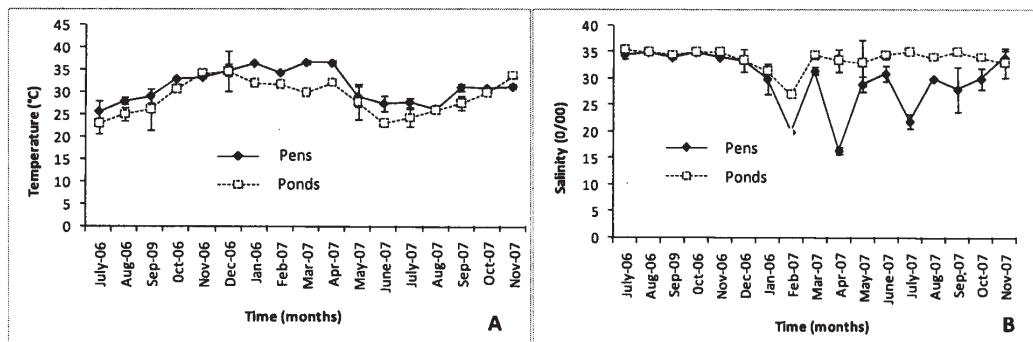 45
40
35
30
25
20
15
10
5
0
Temperature (°C)
Pens
Ponds
July-06
Aug-06
Sep-09
0ct-06
Nov-06
Dec-06
Jan-06
Feb-07
Mar-07
Apr-07
May-07
June-07
July-07
Aug-07
Sep-07
Oct-07
Nov-07
Time (months)
A
40
35
30
25
20
15
10
5
0
Salinity (0/00)
Pens
Ponds
July-06
Aug-06
Sep-09
0ct-06
Nov-06
Dec-06
Jan-06
Feb-07
Mar-07
Apr-07
May-07
June-07
July-07
Aug-07
Sep-07
Oct-07
Nov-07
Time (months)
B